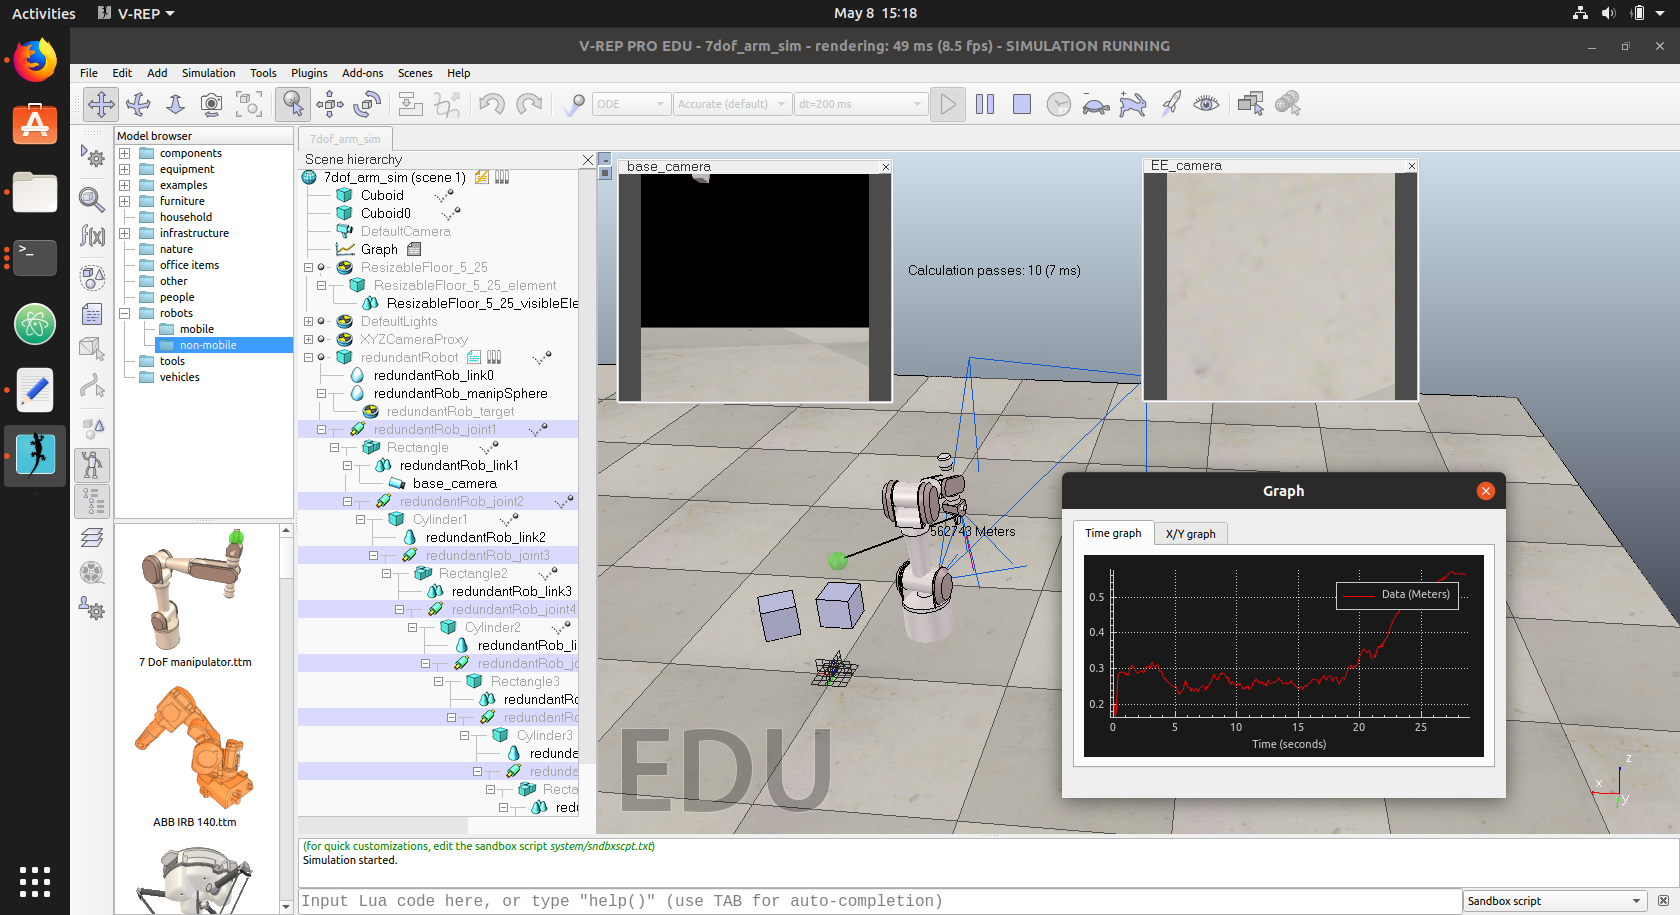 Activities
V-REP
May 8 15:18
V-REP PRO EDU - 7dof_arm_sim - rendering: 49 ms (8.5 fps) - SIMULATION RUNNING
File Edit Add Simulation Tools Plugins Add-ons Scenes Help
ODE
Accurate (default)
dt=200 ms
Model browser
components
equipment
examples
furniture
household
infrastructure
nature
office items
other
people
robots
mobile
non-mobile
tools
vehicles
7 DoF manipulator.ttm
ABB IRB 140.ttm
7dof_arm_sim
Scene hierarchy
7dof_arm_sim (scene 1)
Cuboid
Cuboid0
DefaultCamera
Graph
ResizableFloor_5_25
ResizableFloor_5_25_element
ResizableFloor_5_25_visibleEle
DefaultLights
XYZCameraProxy
redundantRobot
redundantRob_link0
redundantRob_manipSphere
redundantRob_target
redundantRob_joint1
Rectangle
redundantRob_link1
base_camera
redundantRob_joint2
Cylinder1
redundantRob_link2
redundantRob_joint3
Rectangle2
redundantRob_link3
redundantRob_joint4
Cylinder2
redundantRob_li
redundantRob_jo
Rectangle3
redundantRo
redundantRo
Cylinder3
redunda
redunda
Recta
redu
base_camera
EE_camera
Calculation passes: 10 (7 ms)
562743 Meters
EDU
x
y
z
Graph
Time graph
X/Y graph
Data (Meters)
0.5
0.4
0.3
0.2
0 5 10 15 20 25
Time (seconds)
(for quick customizations, edit the sandbox script system/sndbxscpt.txt)
Simulation started.
Input Lua code here, or type "help()" (use TAB for auto-completion)
Sandbox script